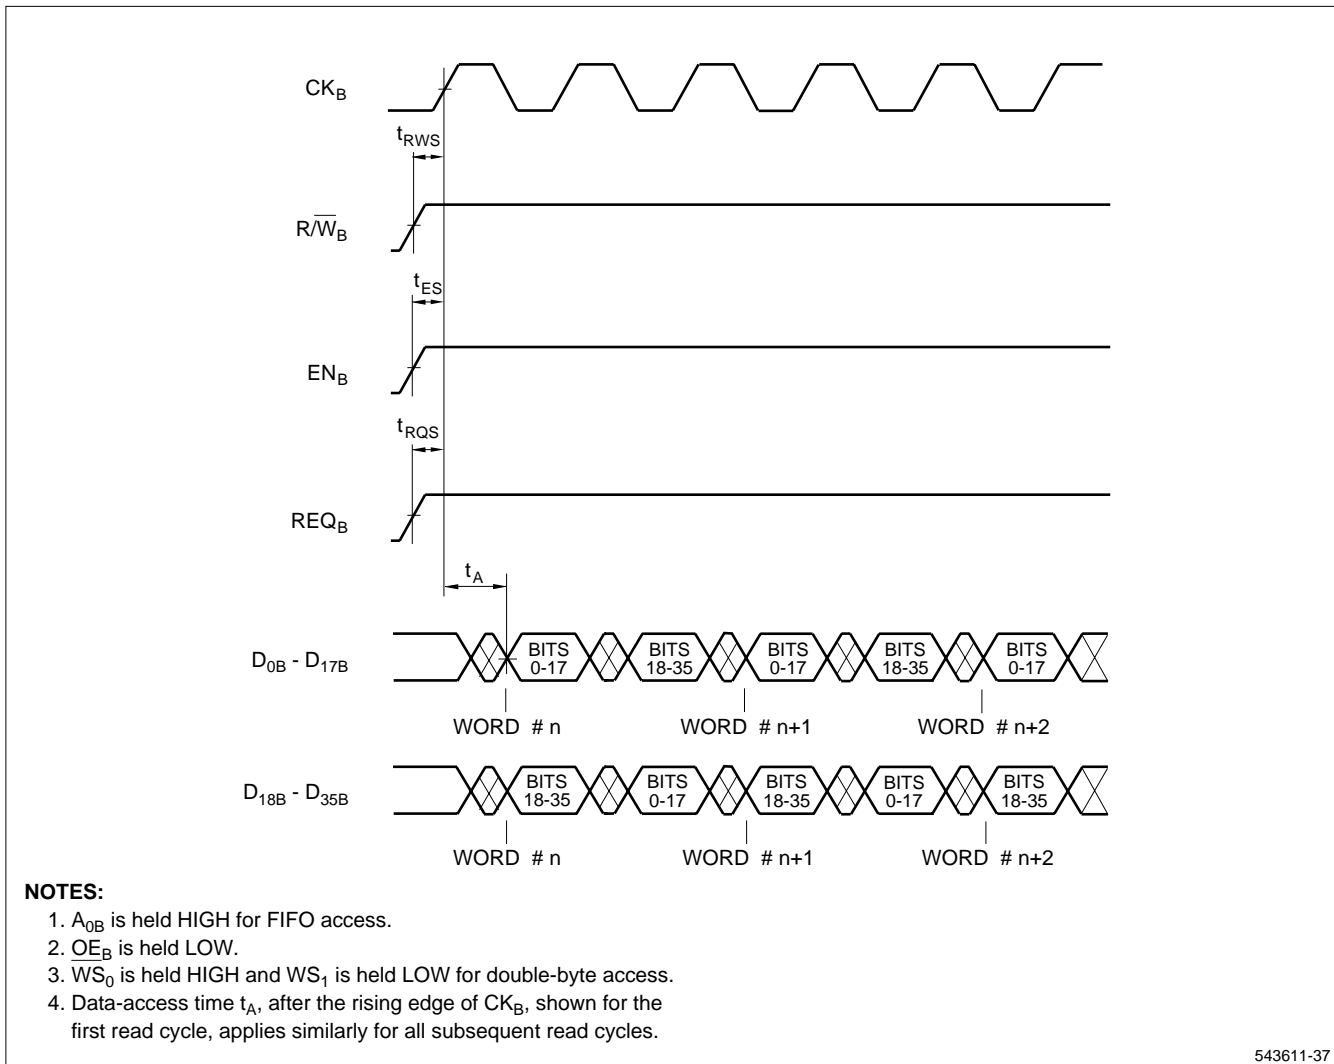 CKB
tRWS
R/W̅B
tES
ENB
tRQS
REQB
tA
D0B - D17B
BITS 0-17
BITS 18-35
BITS 0-17
BITS 18-35
BITS 0-17
WORD # n
WORD # n+1
WORD # n+2
D18B - D35B
BITS 18-35
BITS 0-17
BITS 18-35
BITS 0-17
BITS 18-35
WORD # n
WORD # n+1
WORD # n+2
NOTES:
1. A0B is held HIGH for FIFO access.
2. OEB is held LOW.
3. WS0 is held HIGH and WS1 is held LOW for double-byte access.
4. Data-access time tA, after the rising edge of CKB, shown for the
first read cycle, applies similarly for all subsequent read cycles.
543611-37